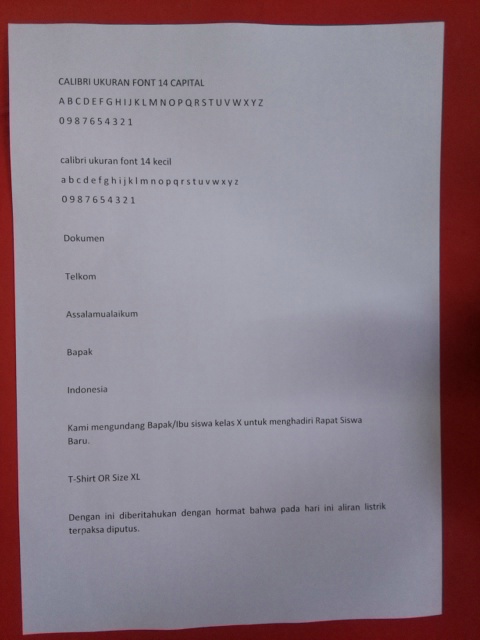 CALIBRI UKURAN FONT 14 CAPITAL
A B C D E F G H I J K L M N O P Q R S T U V W X Y Z
0 9 8 7 6 5 4 3 2 1
calibri ukuran font 14 kecil
a b c d e f g h i j k l m n o p q r s t u v w x y z
0 9 8 7 6 5 4 3 2 1
Dokumen
Telkom
Assalamualaikum
Bapak
Indonesia
Kami mengundang Bapak/Ibu siswa kelas X untuk menghadiri Rapat Siswa
Baru.
T-Shirt OR Size XL
Dengan ini diberitahukan dengan hormat bahwa pada hari ini aliran listrik
terpaksa diputus.